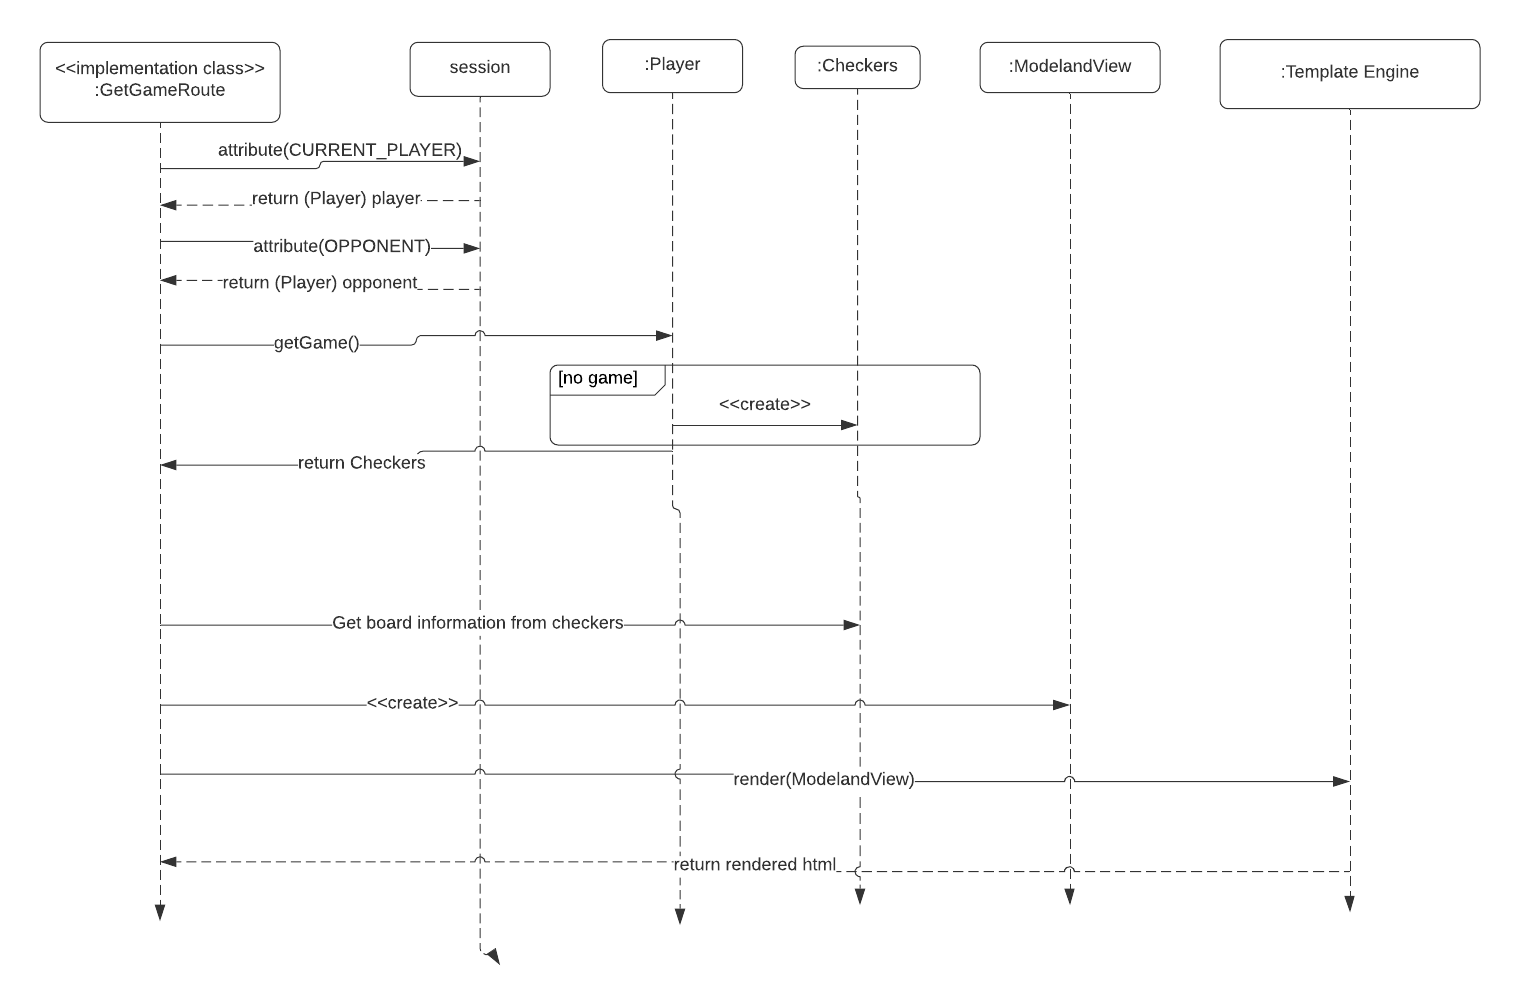 <<implementation class>>
:GetGameRoute
session
:Player
:Checkers
:ModelandView
:Template Engine
attribute(CURRENT_PLAYER)
return (Player) player
attribute(OPPONENT)
return (Player) opponent
getGame()
[no game]
<<create>>
return Checkers
Get board information from checkers
<<create>>
render(ModelandView)
return rendered html